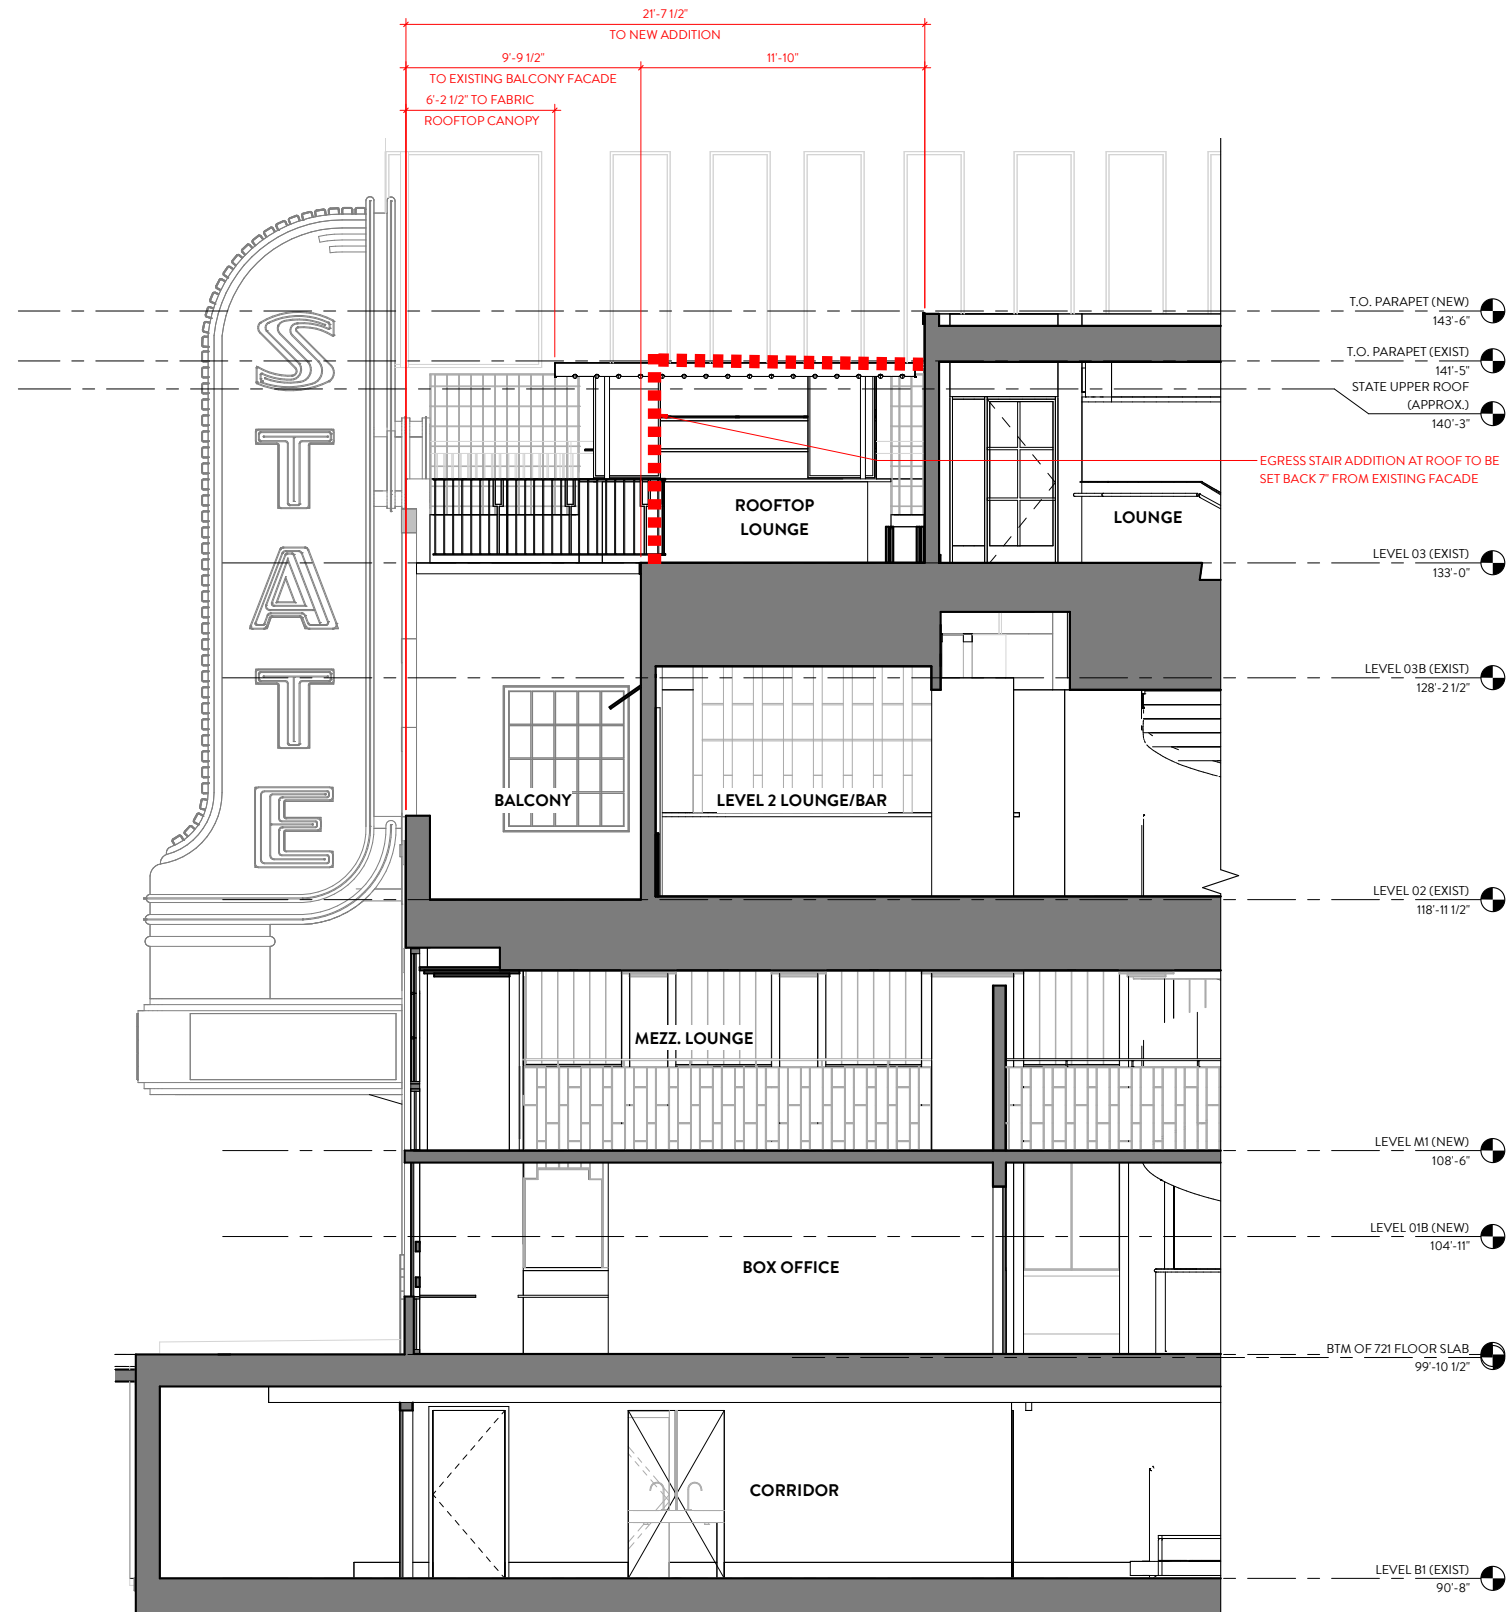 21'-7 1/2"
TO NEW ADDITION
9'-9 1/2"
11'-10"
TO EXISTING BALCONY FACADE
6'-2 1/2" TO FABRIC
ROOFTOP CANOPY
STATE
T.O. PARAPET (NEW)
143'-6"
T.O. PARAPET (EXIST)
141'-5"
STATE UPPER ROOF
(APPROX.)
140'-3"
EGRESS STAIR ADDITION AT ROOF TO BE
SET BACK 7" FROM EXISTING FACADE
ROOFTOP
LOUNGE
LOUNGE
LEVEL 03 (EXIST)
133'-0"
LEVEL 03B (EXIST)
128'-2 1/2"
BALCONY
LEVEL 2 LOUNGE/BAR
LEVEL 02 (EXIST)
118'-11 1/2"
MEZZ. LOUNGE
LEVEL M1 (NEW)
108'-6"
LEVEL 01B (NEW)
104'-11"
BOX OFFICE
BTM OF 721 FLOOR SLAB
99'-10 1/2"
CORRIDOR
LEVEL B1 (EXIST)
90'-8"